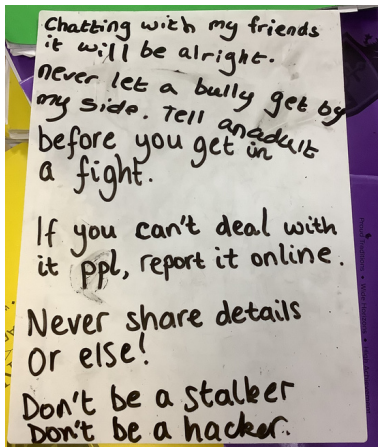 Chatting with my friends
it will be alright.
never let a bully get by
my side. Tell an adult
before you get in
a fight.
If you can't deal with
it ppl, report it online.
Never share details
or else!
Don't be a stalker
Don't be a hacker.